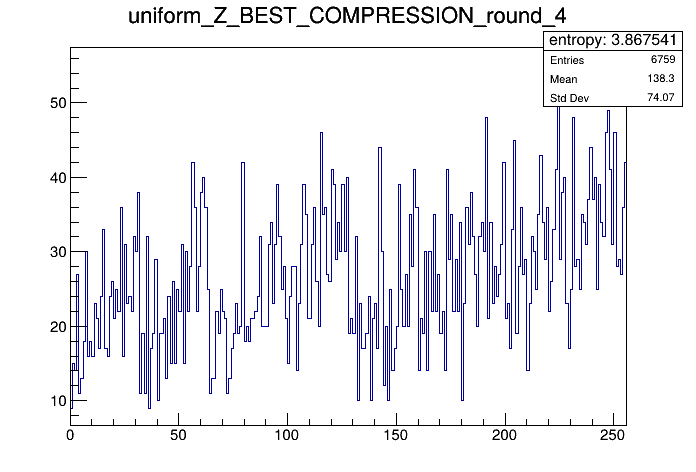 uniform_Z_BEST_COMPRESSION_round_4
entropy: 3.867541
Entries 6759
Mean 138.3
Std Dev 74.07
50
40
30
20
10
0 50 100 150 200 250